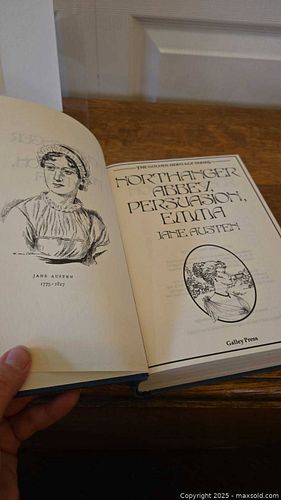 JANE AUSTEN
1775–1817
THE GOLDEN HERITAGE SERIES
NORTHANGER
ABBEY,
PERSUASION,
EMMA
JANE AUSTEN
Galley Press
Copyright © 2025 - maxsold.com